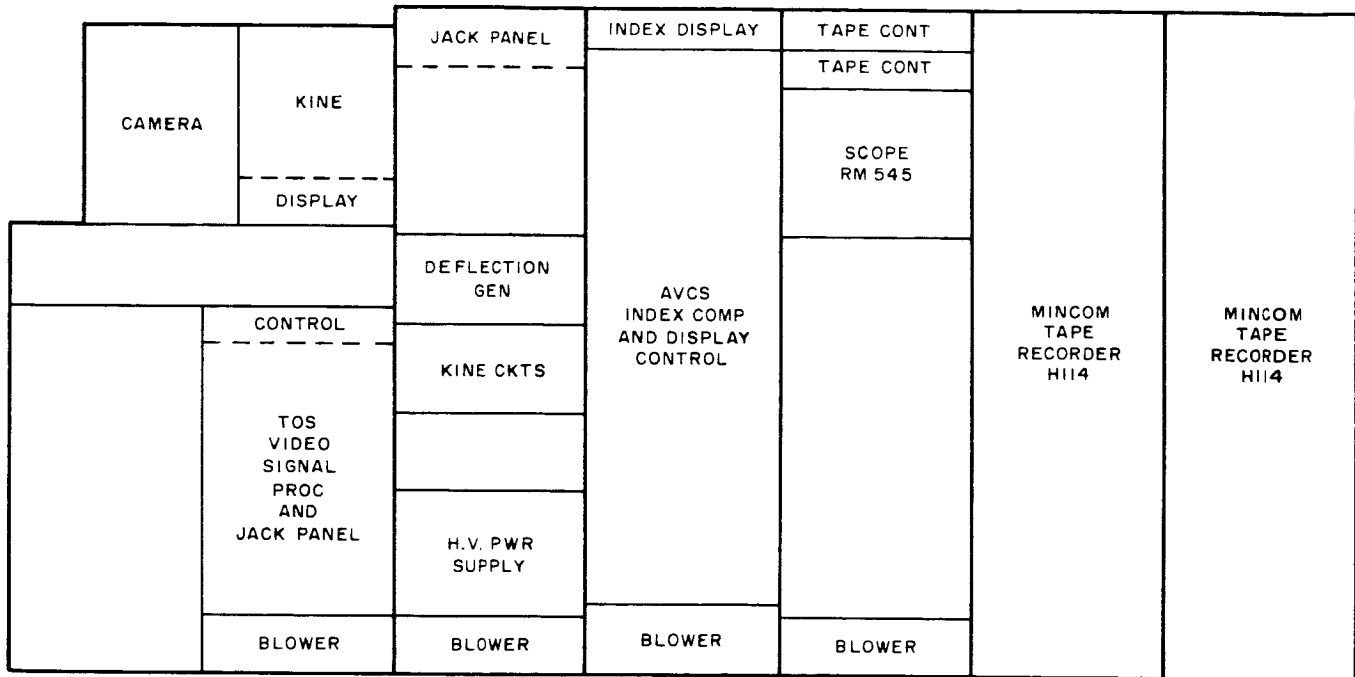 CAMERA
KINE
DISPLAY
CONTROL
TOS
VIDEO
SIGNAL
PROC
AND
JACK PANEL
BLOWER
JACK PANEL
DEFLECTION
GEN
KINE CKTS
H.V. PWR
SUPPLY
BLOWER
INDEX DISPLAY
AVCS
INDEX COMP
AND DISPLAY
CONTROL
BLOWER
TAPE CONT
TAPE CONT
SCOPE
RM 545
BLOWER
MINCOM
TAPE
RECORDER
H114
MINCOM
TAPE
RECORDER
H114